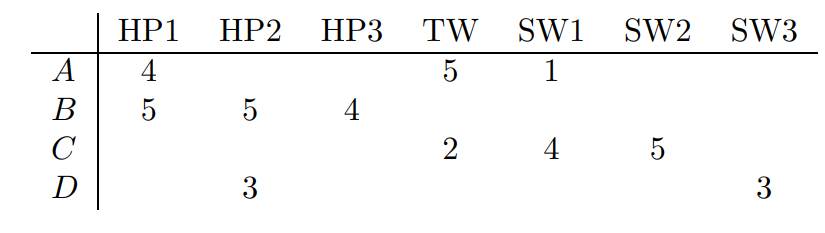 HP1 HP2 HP3 TW SW1 SW2 SW3
A 4 5 1
B 5 5 4
C 2 4 5
D 3 3